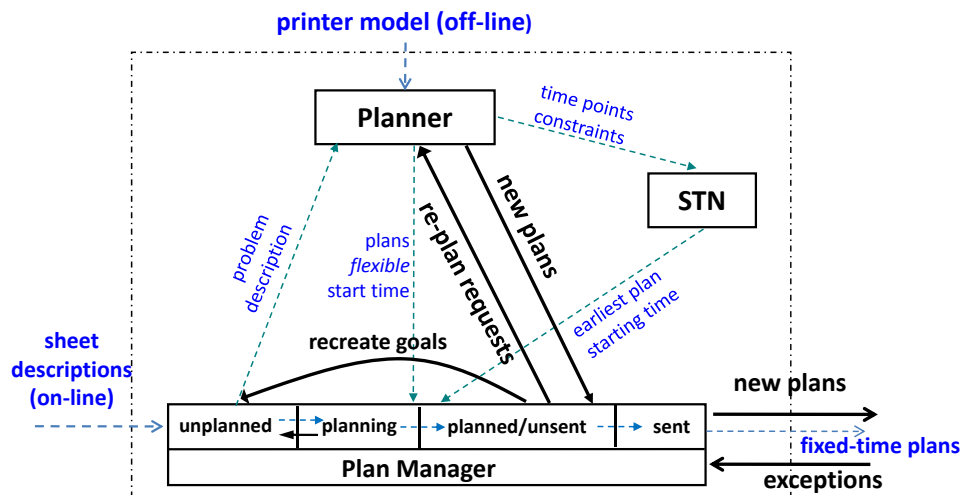 printer model (off-line)
Planner
time points
constraints
STN
problem
description
plans
flexible
start time
re-plan requests
new plans
earliest plan
starting time
recreate goals
sheet
descriptions
(on-line)
new plans
unplanned
planning
planned/unsent
sent
fixed-time plans
Plan Manager
exceptions